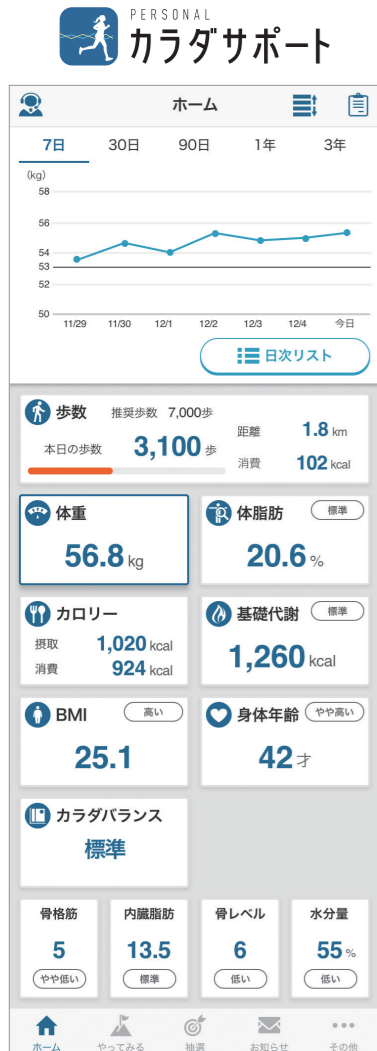 PERSONAL
カラダサポート
ホーム
7日 30日 90日 1年 3年
(kg)
58
56
54
53
52
50
11/29 11/30 12/1 12/2 12/3 12/4 今日
日次リスト
歩数 推奨歩数 7,000歩
本日の歩数 3,100 歩
距離 1.8 km
消費 102 kcal
体重
56.8 kg
体脂肪 標準
20.6 %
カロリー
摂取 1,020 kcal
消費 924 kcal
基礎代謝 標準
1,260 kcal
BMI 高い
25.1
身体年齢 やや高い
42 才
カラダバランス
標準
骨格筋
5
やや低い
内臓脂肪
13.5
標準
骨レベル
6
低い
水分量
55 %
低い
ホーム やってみる 抽選 お知らせ その他